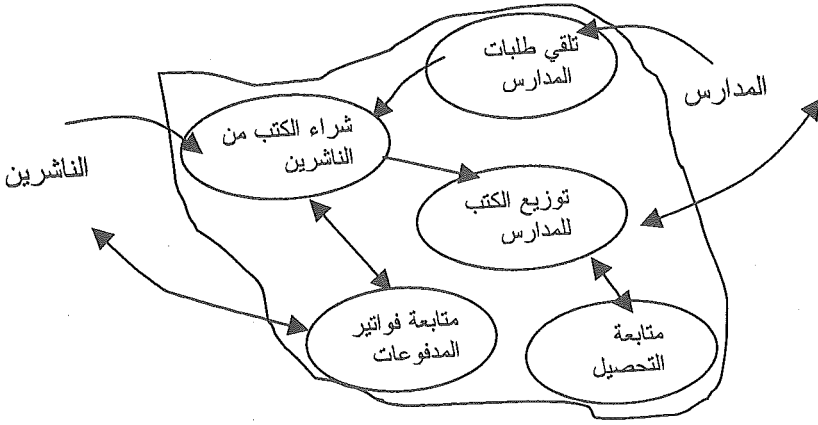 تلقي طلبات
المدارس
المدارس
شراء الكتب من
الناشرين
الناشرين
توزيع الكتب
للمدارس
متابعة فواتير
المدفوعات
متابعة
التحصيل